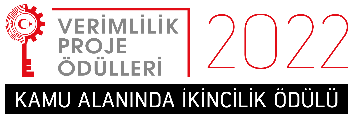 VERİMLİLİK
PROJE
ÖDÜLLERİ
2022
KAMU ALANINDA İKİNCİLİK ÖDÜLÜ